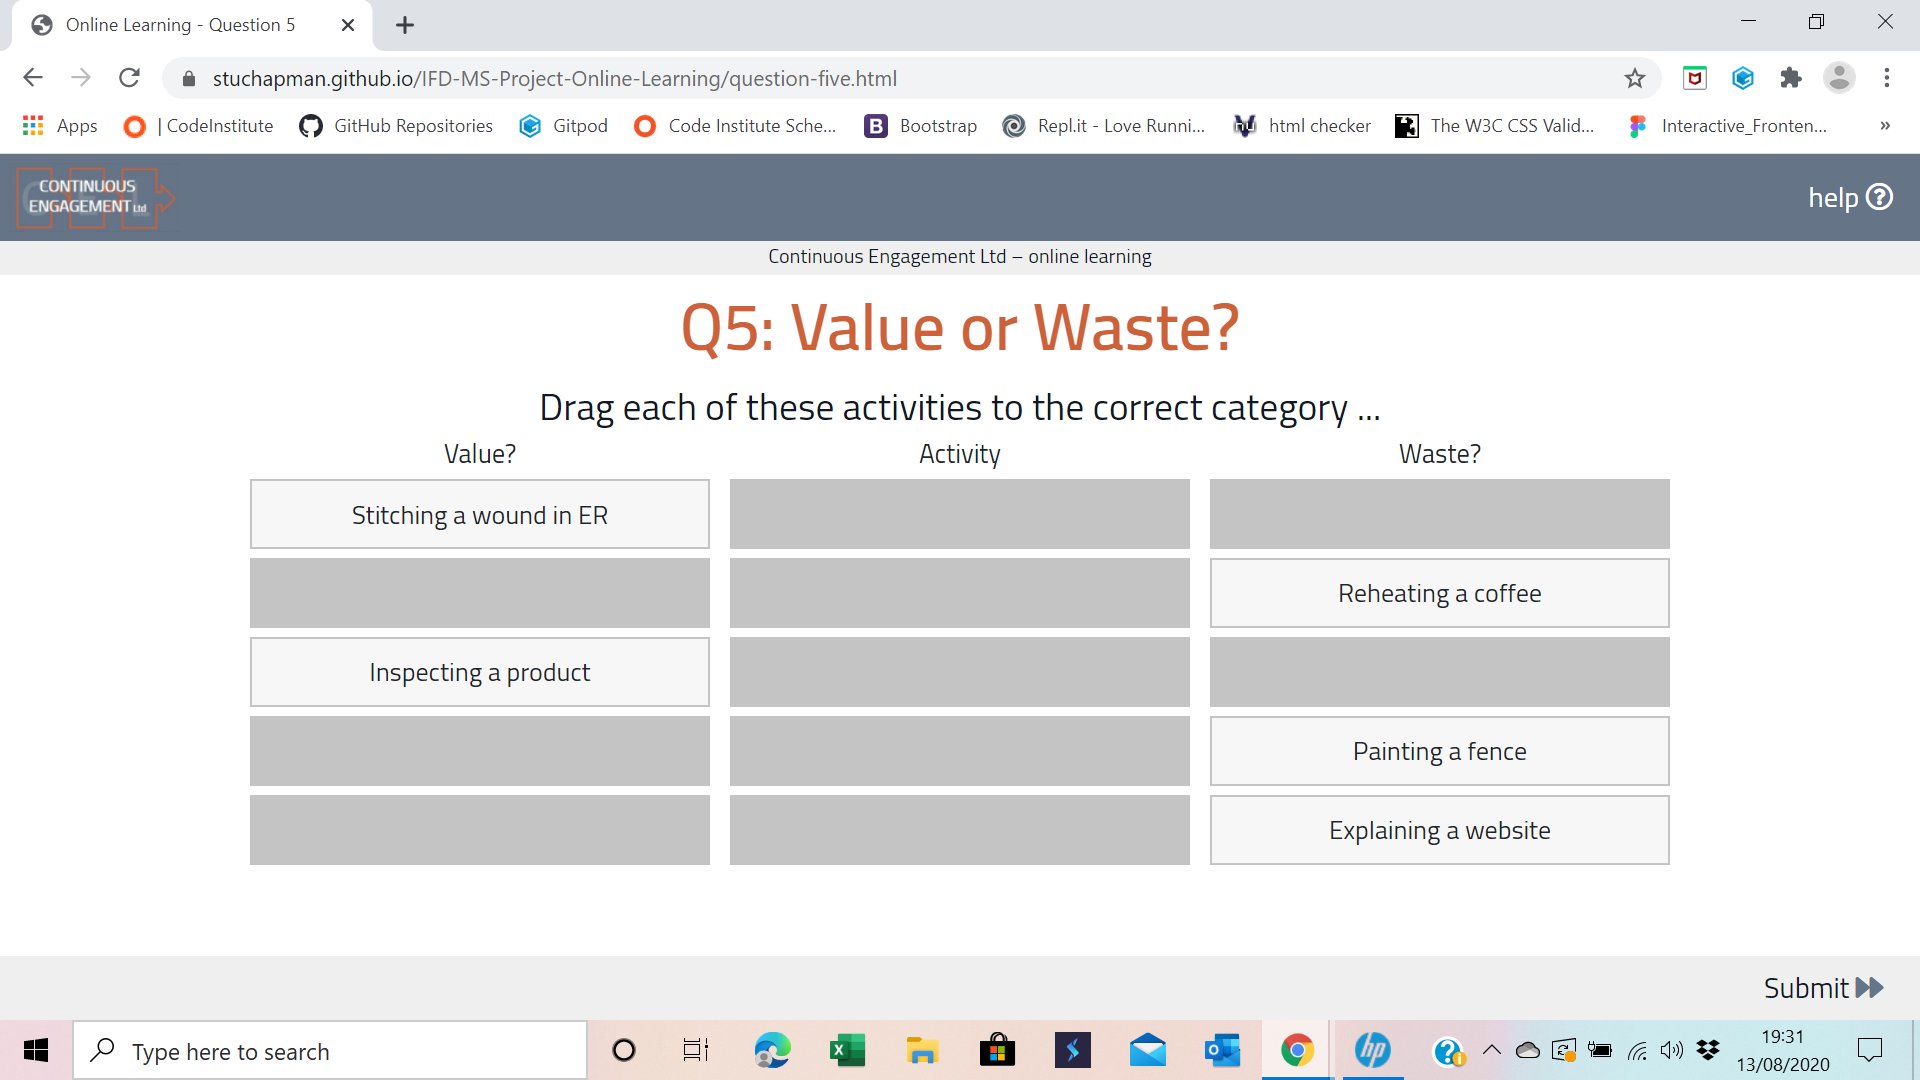 Online Learning - Question 5
stuchapman.github.io/IFD-MS-Project-Online-Learning/question-five.html
Apps | CodeInstitute GitHub Repositories Gitpod Code Institute Sche... B Bootstrap Repl.it - Love Runni... html checker The W3C CSS Valid... Interactive_Fronten... »
CONTINUOUS
ENGAGEMENT Ltd
help ?
Continuous Engagement Ltd – online learning
Q5: Value or Waste?
Drag each of these activities to the correct category ...
Value? Activity Waste?
Stitching a wound in ER
Reheating a coffee
Inspecting a product
Painting a fence
Explaining a website
Submit
Type here to search
19:31
13/08/2020